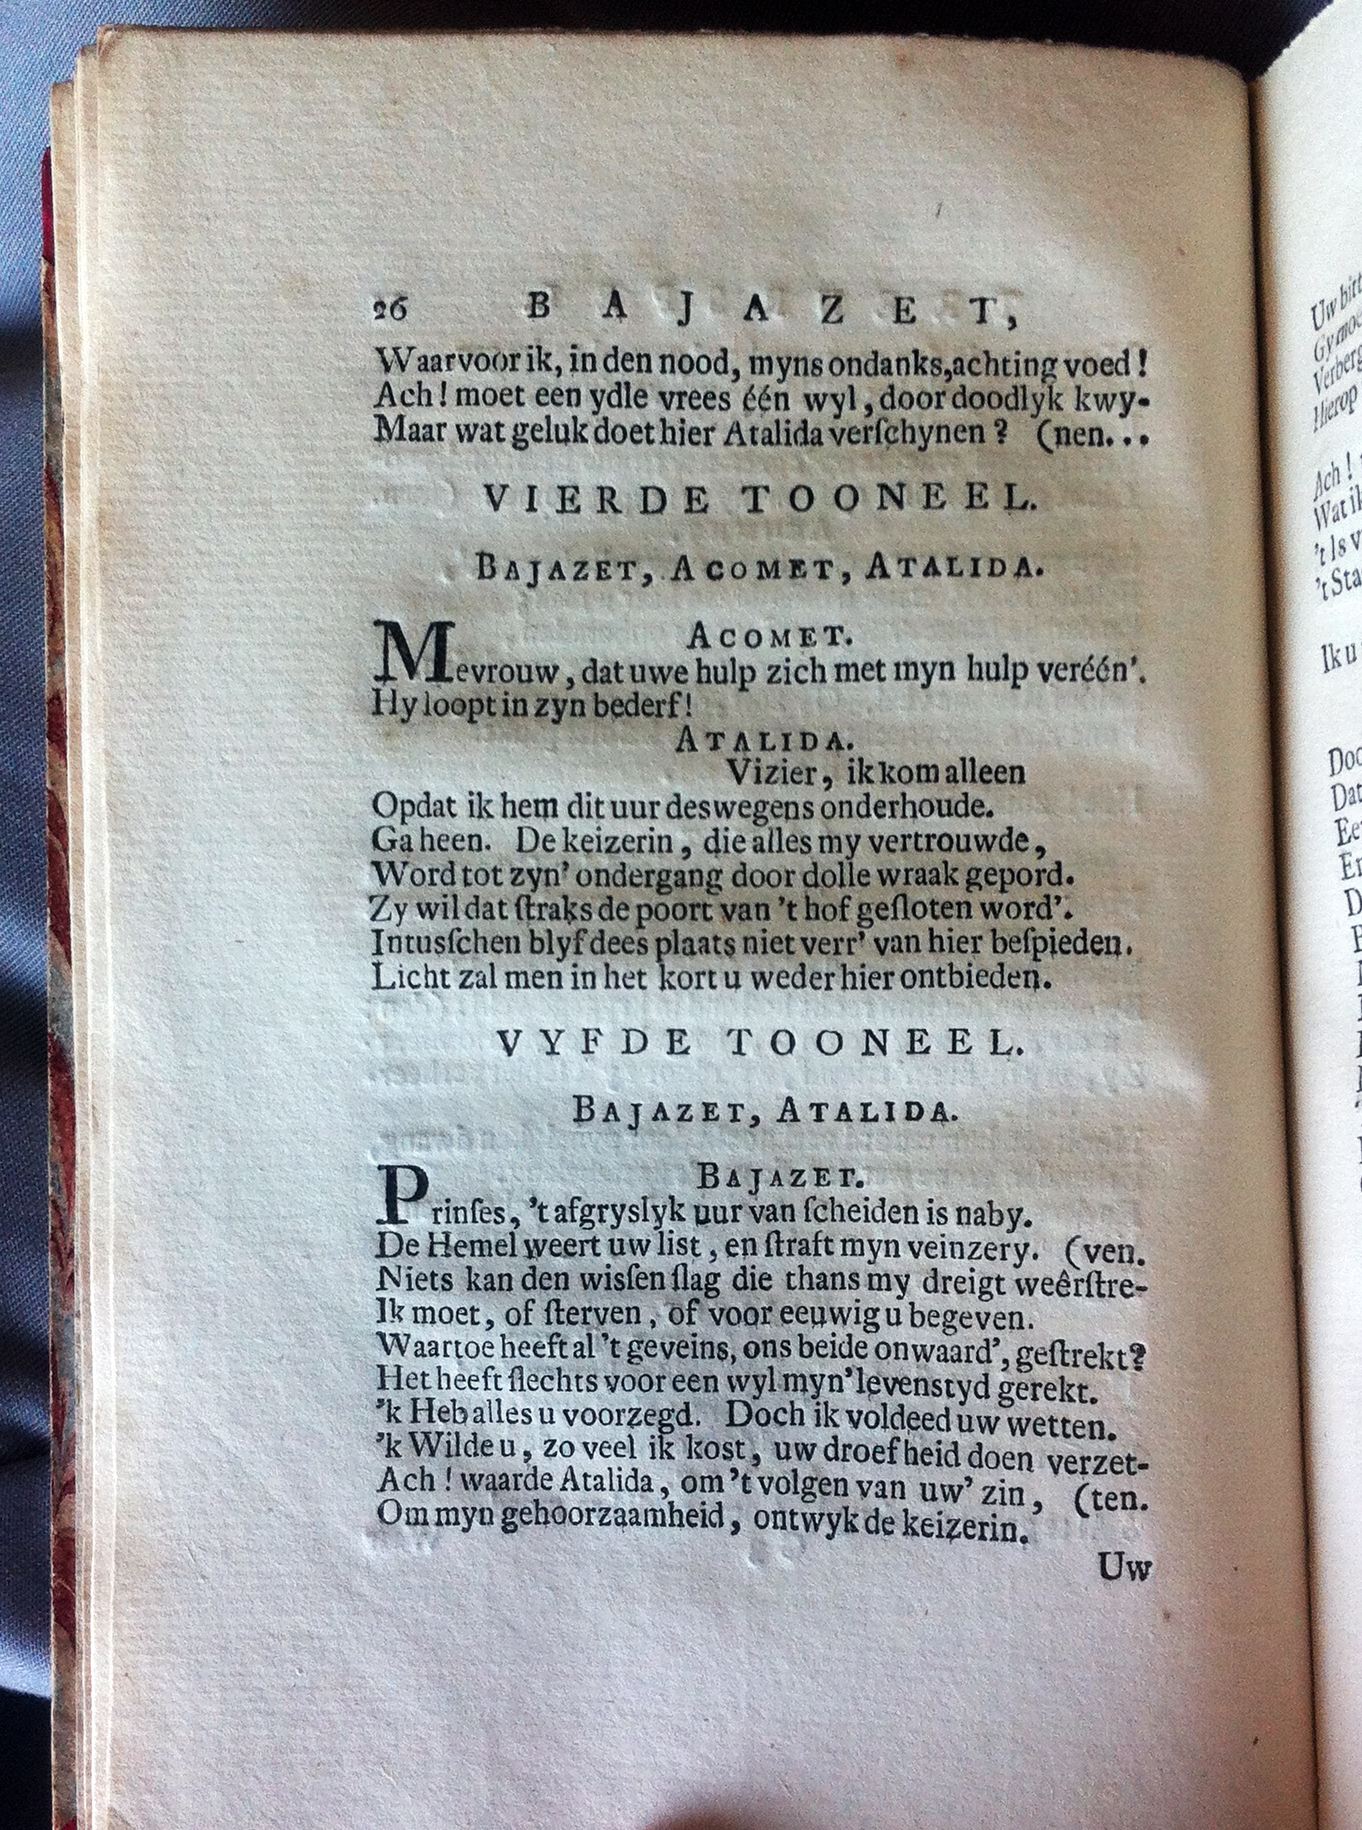 26 BAJAZET,
Waarvoor ik, in den nood, myns ondanks, achting voed!
Ach! moet een ydle vrees één wyl, door doodlyk kwy-
Maar wat geluk doet hier Atalida verſchynen? (nen...
VIERDE TOONEEL.
BAJAZET, ACOMET, ATALIDA.
ACOMET.
Mevrouw, dat uwe hulp zich met myn hulp veréén'.
Hy loopt in zyn bederf!
ATALIDA.
Vizier, ik kom alleen
Opdat ik hem dit uur deswegens onderhoude.
Ga heen. De keizerin, die alles my vertrouwde,
Word tot zyn' ondergang door dolle wraak gepord.
Zy wil dat ſtraks de poort van 't hof geſloten word'.
Intusſchen blyf dees plaats niet verr' van hier beſpieden.
Licht zal men in het kort u weder hier ontbieden.
VYFDE TOONEEL.
BAJAZET, ATALIDA.
BAJAZET.
Prinſes, 't afgryslyk uur van ſcheiden is naby.
De Hemel weert uw list, en ſtraft myn veinzery. (ven.
Niets kan den wisſen ſlag die thans my dreigt weêrſtre-
Ik moet, of ſterven, of voor eeuwig u begeven.
Waartoe heeft al 't geveins, ons beide onwaard', geſtrekt?
Het heeft ſlechts voor een wyl myn' levenstyd gerekt.
'k Heb alles u voorzegd. Doch ik voldeed uw wetten.
'k Wilde u, zo veel ik kost, uw droefheid doen verzet-
Ach! waarde Atalida, om 't volgen van uw' zin, (ten.
Om myn gehoorzaamheid, ontwyk de keizerin.
Uw
Uw bitt
Gy moo
Verberg
Hierop
Ach!
Wat ik
't Is v
't Sta
Ik u
Doc
Dat